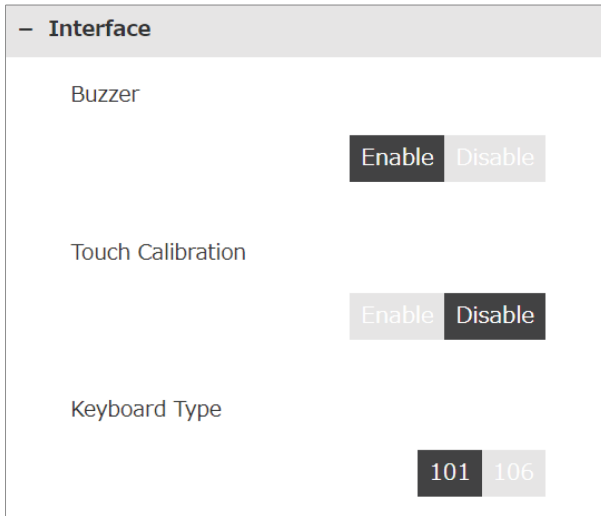 − Interface
Buzzer
Enable Disable
Touch Calibration
Enable Disable
Keyboard Type
101 106